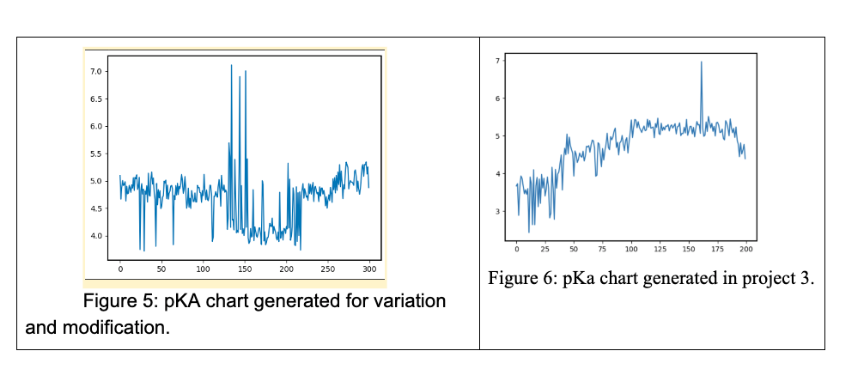 7.0
6.5
6.0
5.5
5.0
4.5
4.0
0 50 100 150 200 250 300
Figure 5: pKA chart generated for variation
and modification.
7
6
5
4
3
0 25 50 75 100 125 150 175 200
Figure 6: pKa chart generated in project 3.